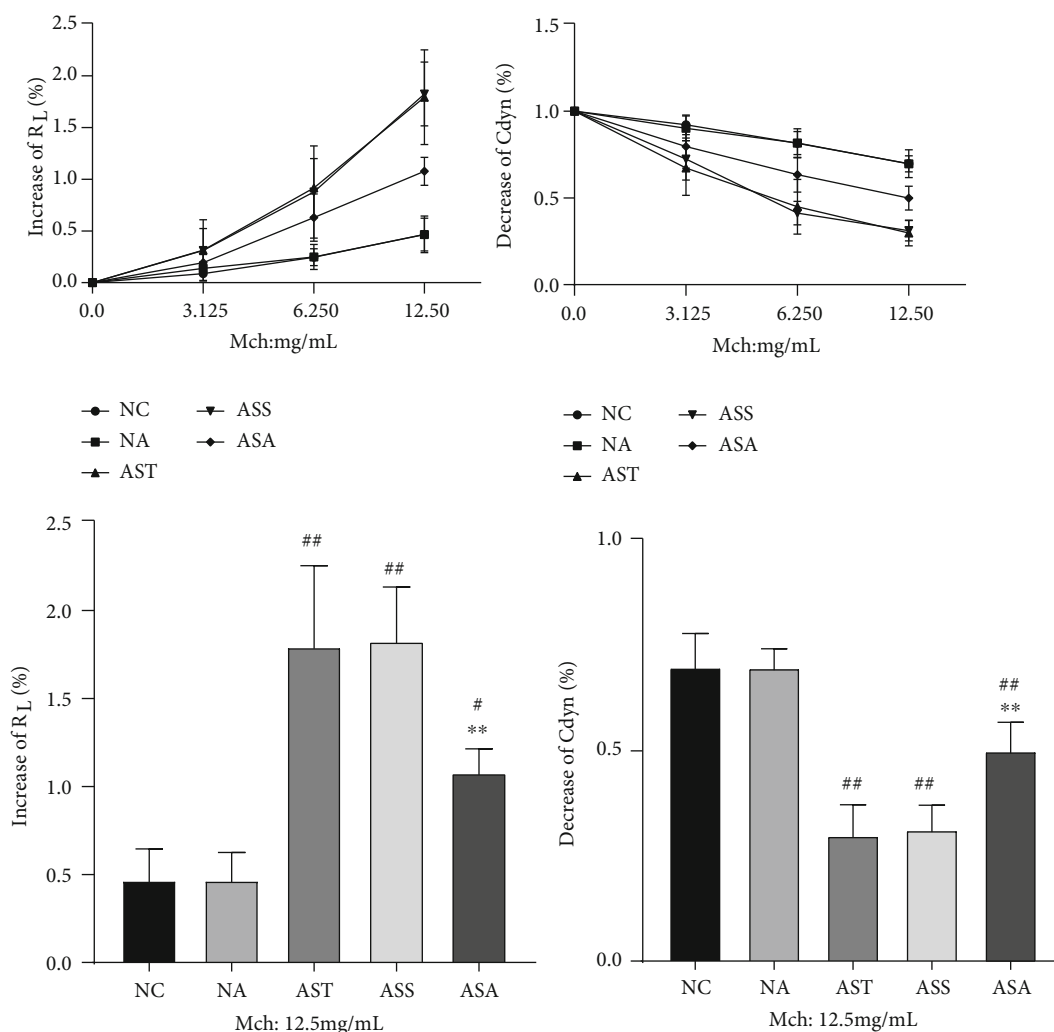 2.5
2.0
1.5
1.0
0.5
0.0
Increase of RL (%)
0.0 3.125 6.250 12.50
Mch:mg/mL
1.5
1.0
0.5
0.0
Decrease of Cdyn (%)
0.0 3.125 6.250 12.50
Mch:mg/mL
NC ASS
NA ASA
AST
NC ASS
NA ASA
AST
2.5
2.0
1.5
1.0
0.5
0.0
Increase of RL (%)
##
##
#
**
NC NA AST ASS ASA
Mch: 12.5mg/mL
1.0
0.5
0.0
Decrease of Cdyn (%)
##
##
##
**
NC NA AST ASS ASA
Mch: 12.5mg/mL